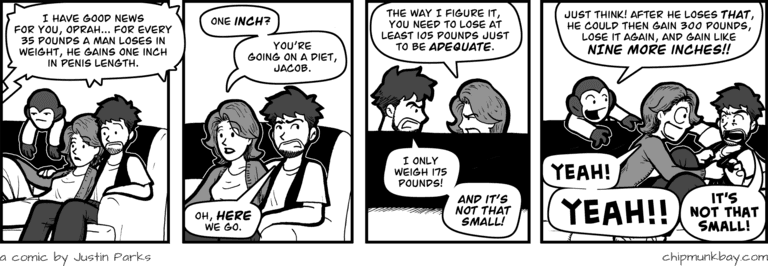 I HAVE GOOD NEWS
FOR YOU, OPRAH... FOR EVERY
35 POUNDS A MAN LOSES IN
WEIGHT, HE GAINS ONE INCH
IN PENIS LENGTH.
ONE INCH?
YOU'RE
GOING ON A DIET,
JACOB.
OH, HERE
WE GO.
THE WAY I FIGURE IT,
YOU NEED TO LOSE AT
LEAST 105 POUNDS JUST
TO BE ADEQUATE.
I ONLY
WEIGH 175
POUNDS!
AND IT'S
NOT THAT
SMALL!
JUST THINK! AFTER HE LOSES THAT,
HE COULD THEN GAIN 300 POUNDS,
LOSE IT AGAIN, AND GAIN LIKE
NINE MORE INCHES!!
YEAH!
YEAH!!
IT'S
NOT THAT
SMALL!
a comic by Justin Parks
chipmunkbay.com